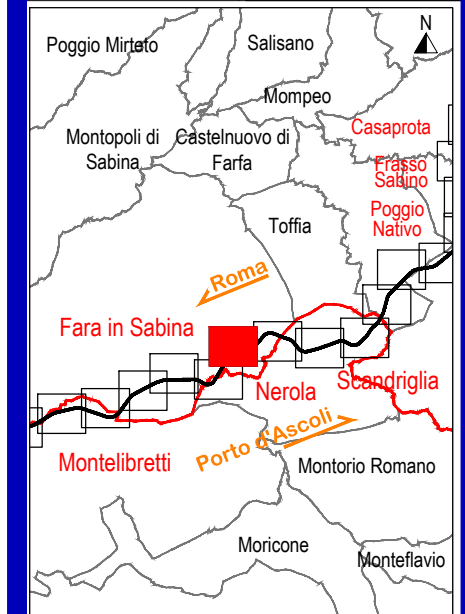 N
Salisano
Poggio Mirteto
Mompeo
Casaprota
Montopoli di
Sabina
Castelnuovo di
Farfa
Frasso
Sabino
Poggio
Nativo
Toffia
Roma
Fara in Sabina
Nerola
Scandriglia
Porto d'Ascoli
Montelibretti
Montorio Romano
Moricone
Monteflavio